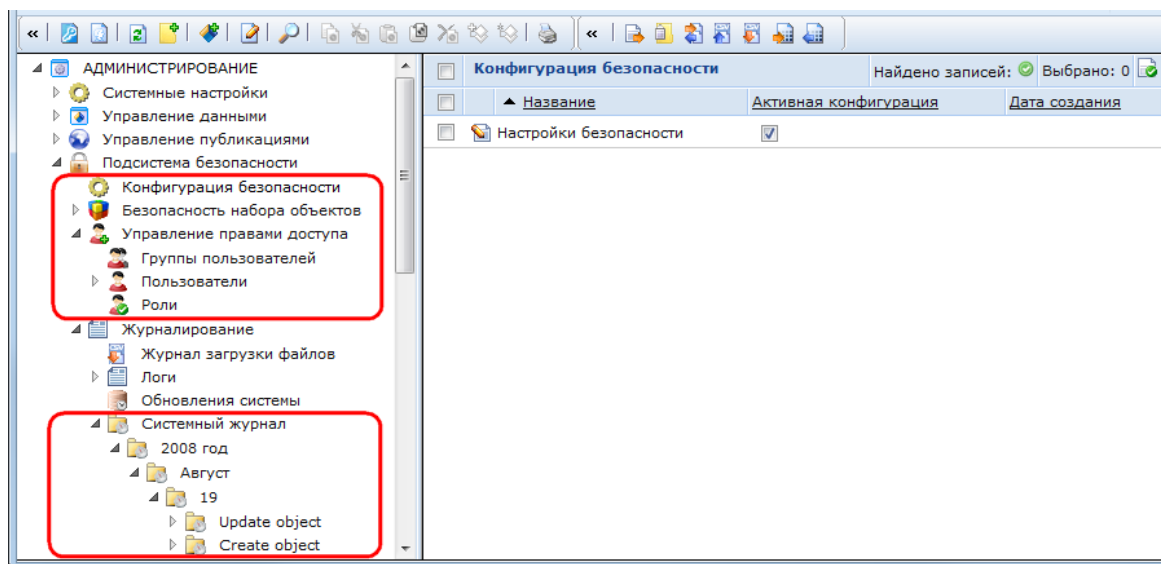 АДМИНИСТРИРОВАНИЕ
Системные настройки
Управление данными
Управление публикациями
Подсистема безопасности
Конфигурация безопасности
Безопасность набора объектов
Управление правами доступа
Группы пользователей
Пользователи
Роли
Журналирование
Журнал загрузки файлов
Логи
Обновления системы
Системный журнал
2008 год
Август
19
Update object
Create object
Конфигурация безопасности Найдено записей: Выбрано: 0
Название Активная конфигурация Дата создания
Настройки безопасности